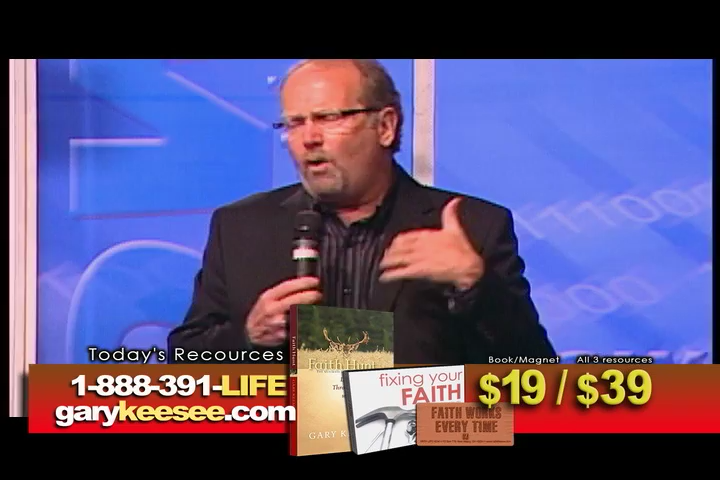 Today's Recources
1-888-391-LIFE
garykeesee.com
Faith Hunt
GARY K
fixing your
FAITH
FAITH WORKS
EVERY TIME
Book/Magnet
All 3 resources
$19 / $39